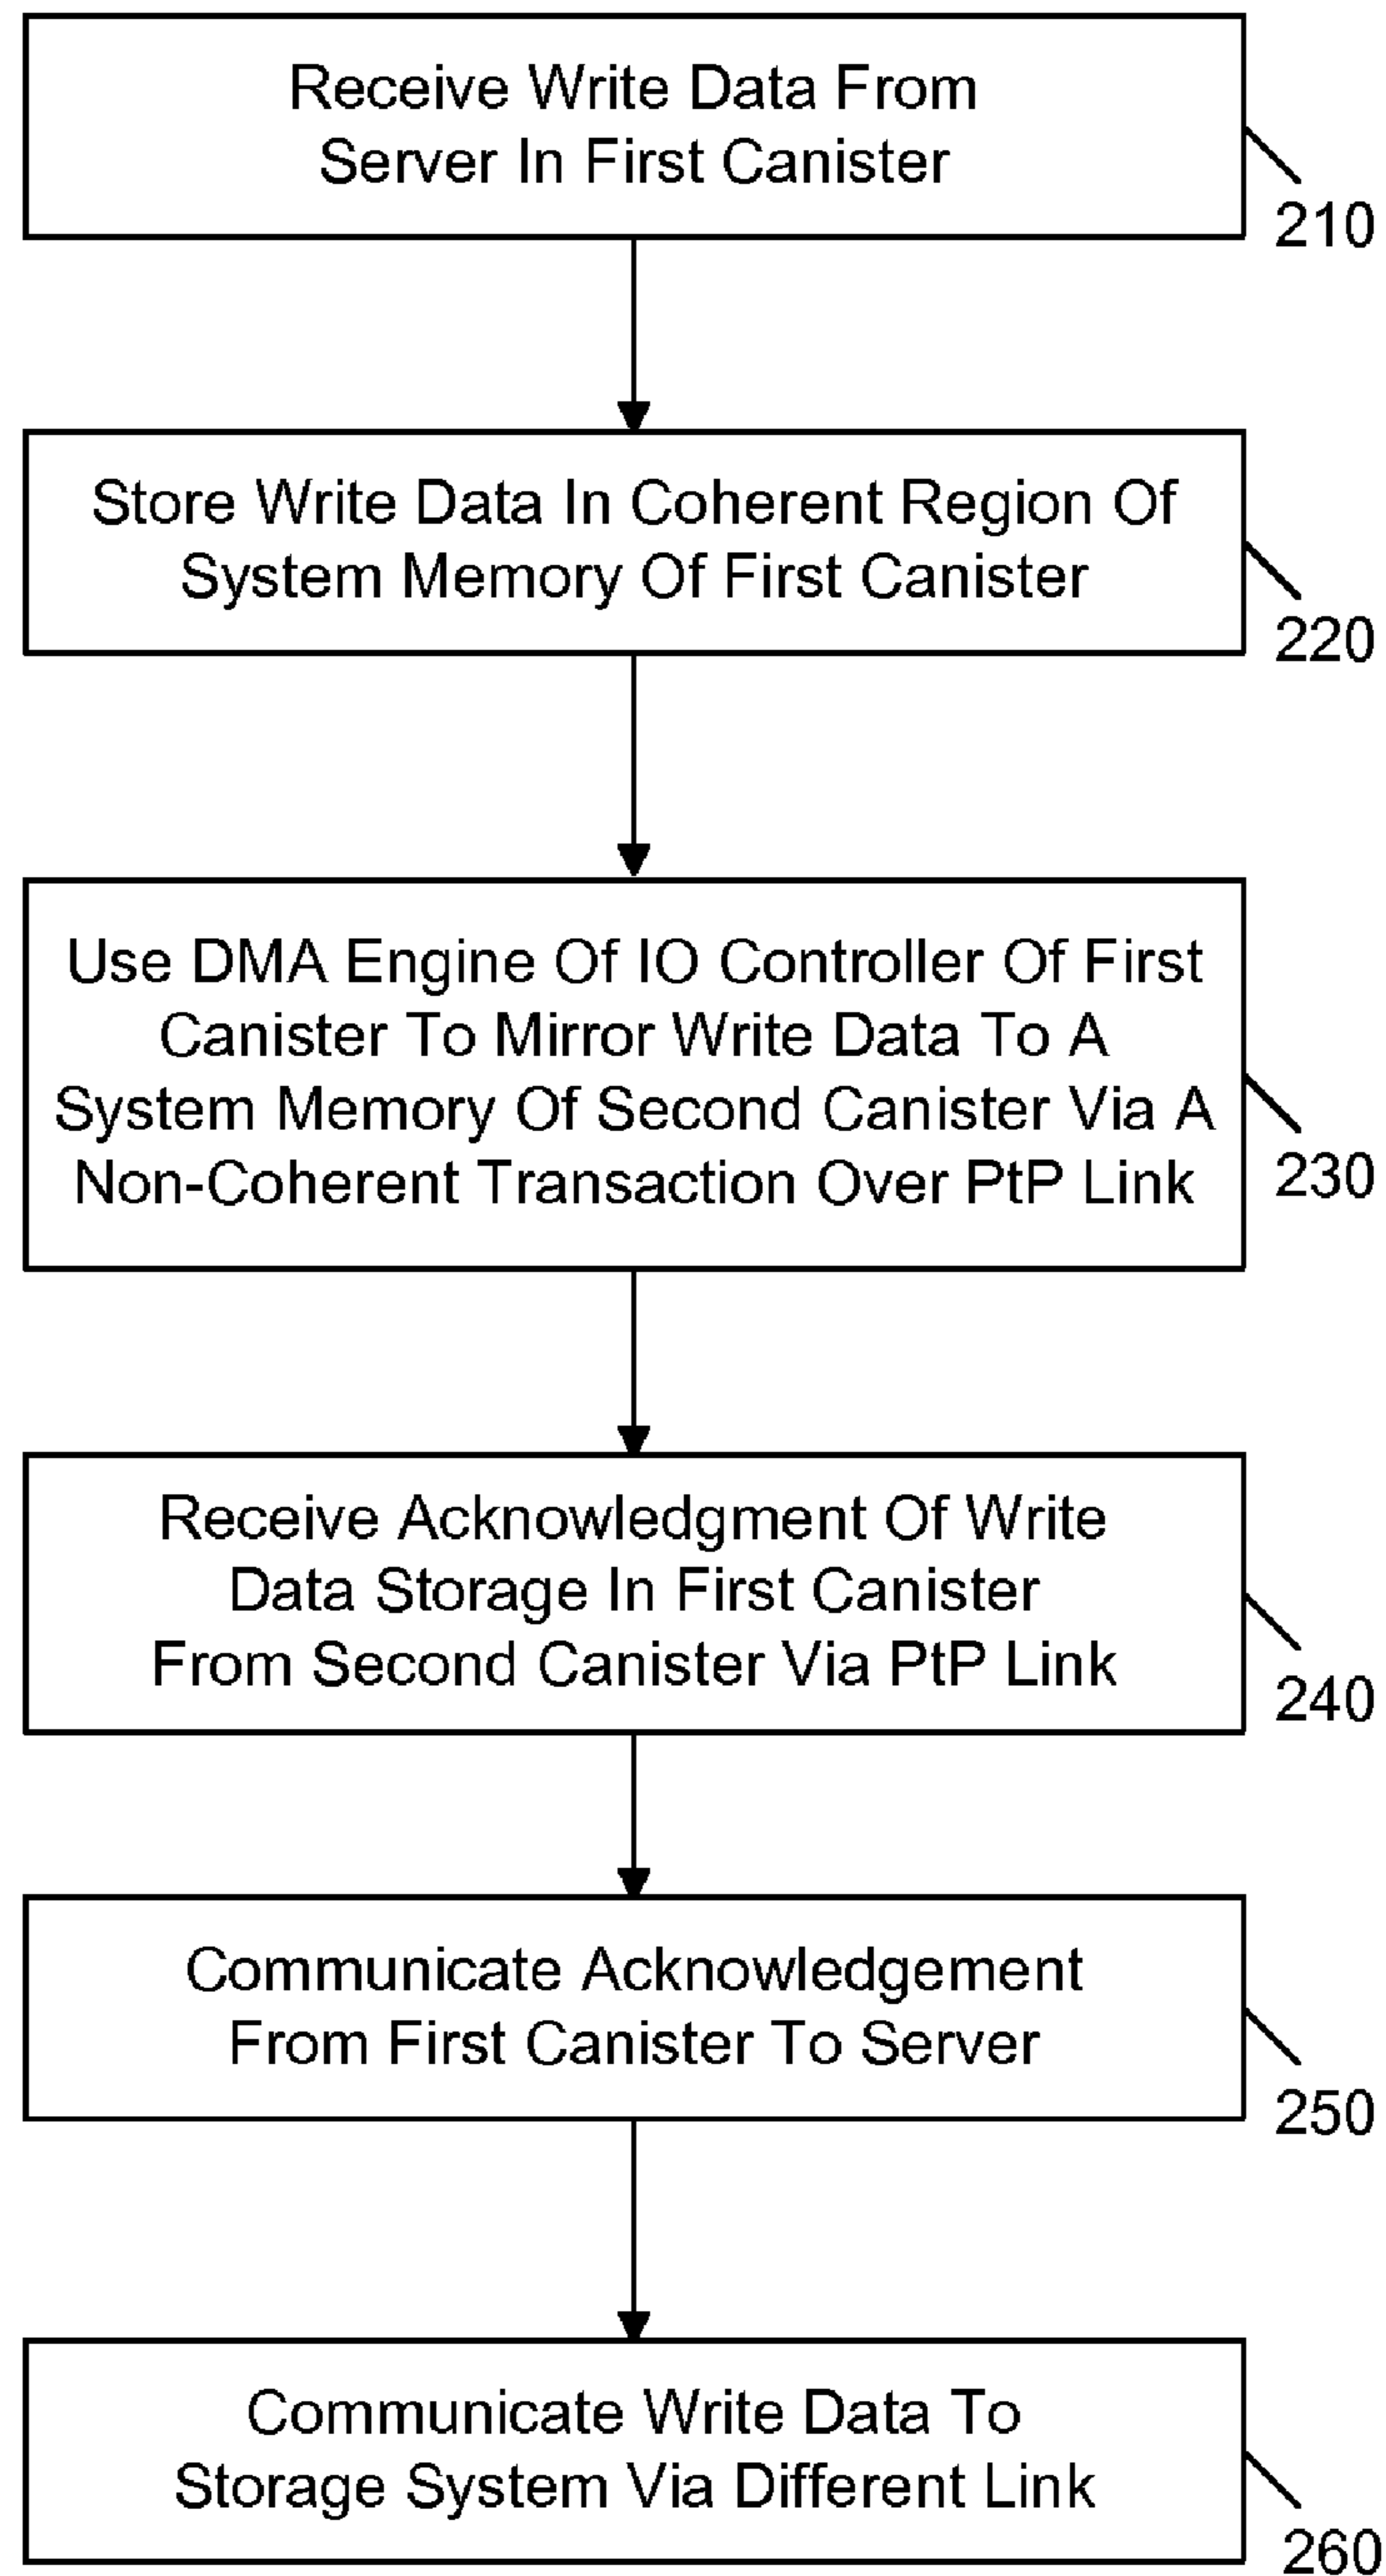 Receive Write Data From
Server In First Canister
210
Store Write Data In Coherent Region Of
System Memory Of First Canister
220
Use DMA Engine Of IO Controller Of First
Canister To Mirror Write Data To A
System Memory Of Second Canister Via A
Non-Coherent Transaction Over PtP Link
230
Receive Acknowledgment Of Write
Data Storage In First Canister
From Second Canister Via PtP Link
240
Communicate Acknowledgement
From First Canister To Server
250
Communicate Write Data To
Storage System Via Different Link
260